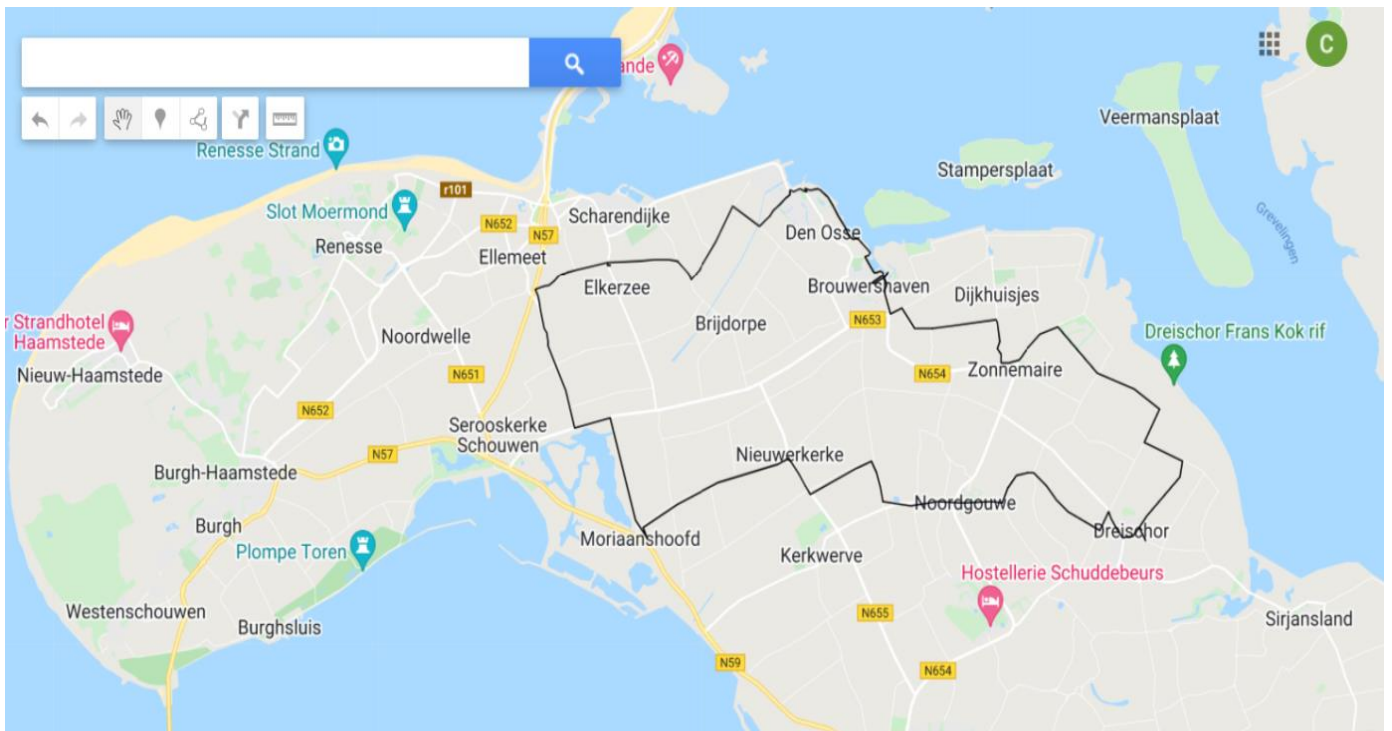 ande
C
Veermansplaat
Renesse Strand
Stampersplaat
r101
Slot Moermond
Scharendijke
N652
Grevelingen
Den Osse
N57
Renesse
Ellemeet
Elkerzee
Brouwershaven
Dijkhuisjes
r Strandhotel
Haamstede
Brijdorpe
N653
Noordwelle
Dreischor Frans Kok rif
Nieuw-Haamstede
N651
N654
Zonnemaire
N652
Serooskerke
Schouwen
N57
Nieuwerkerke
Burgh-Haamstede
Noordgouwe
Burgh
Dreischor
Moriaanshoofd
Plompe Toren
Kerkwerve
Hostellerie Schuddebeurs
Westenschouwen
N655
Sirjansland
Burghsluis
N59
N654